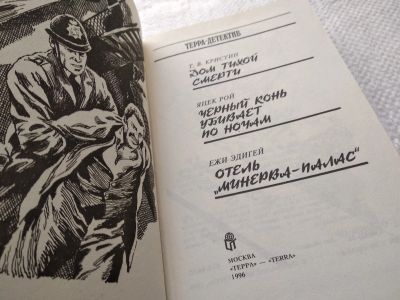 ТЕРРА-ДЕТЕКТИВ
Т. В. КРИСТИН
ДОМ ТИХОЙ
СМЕРТИ
ЯЦЕК РОЙ
ЧЕРНЫЙ КОНЬ
УБИВАЕТ
ПО НОЧАМ
ЕЖИ ЭДИГЕЙ
ОТЕЛЬ
„МИНЕРВА-ПАЛАС“
МОСКВА
«ТЕРРА» — «TERRA»
1996